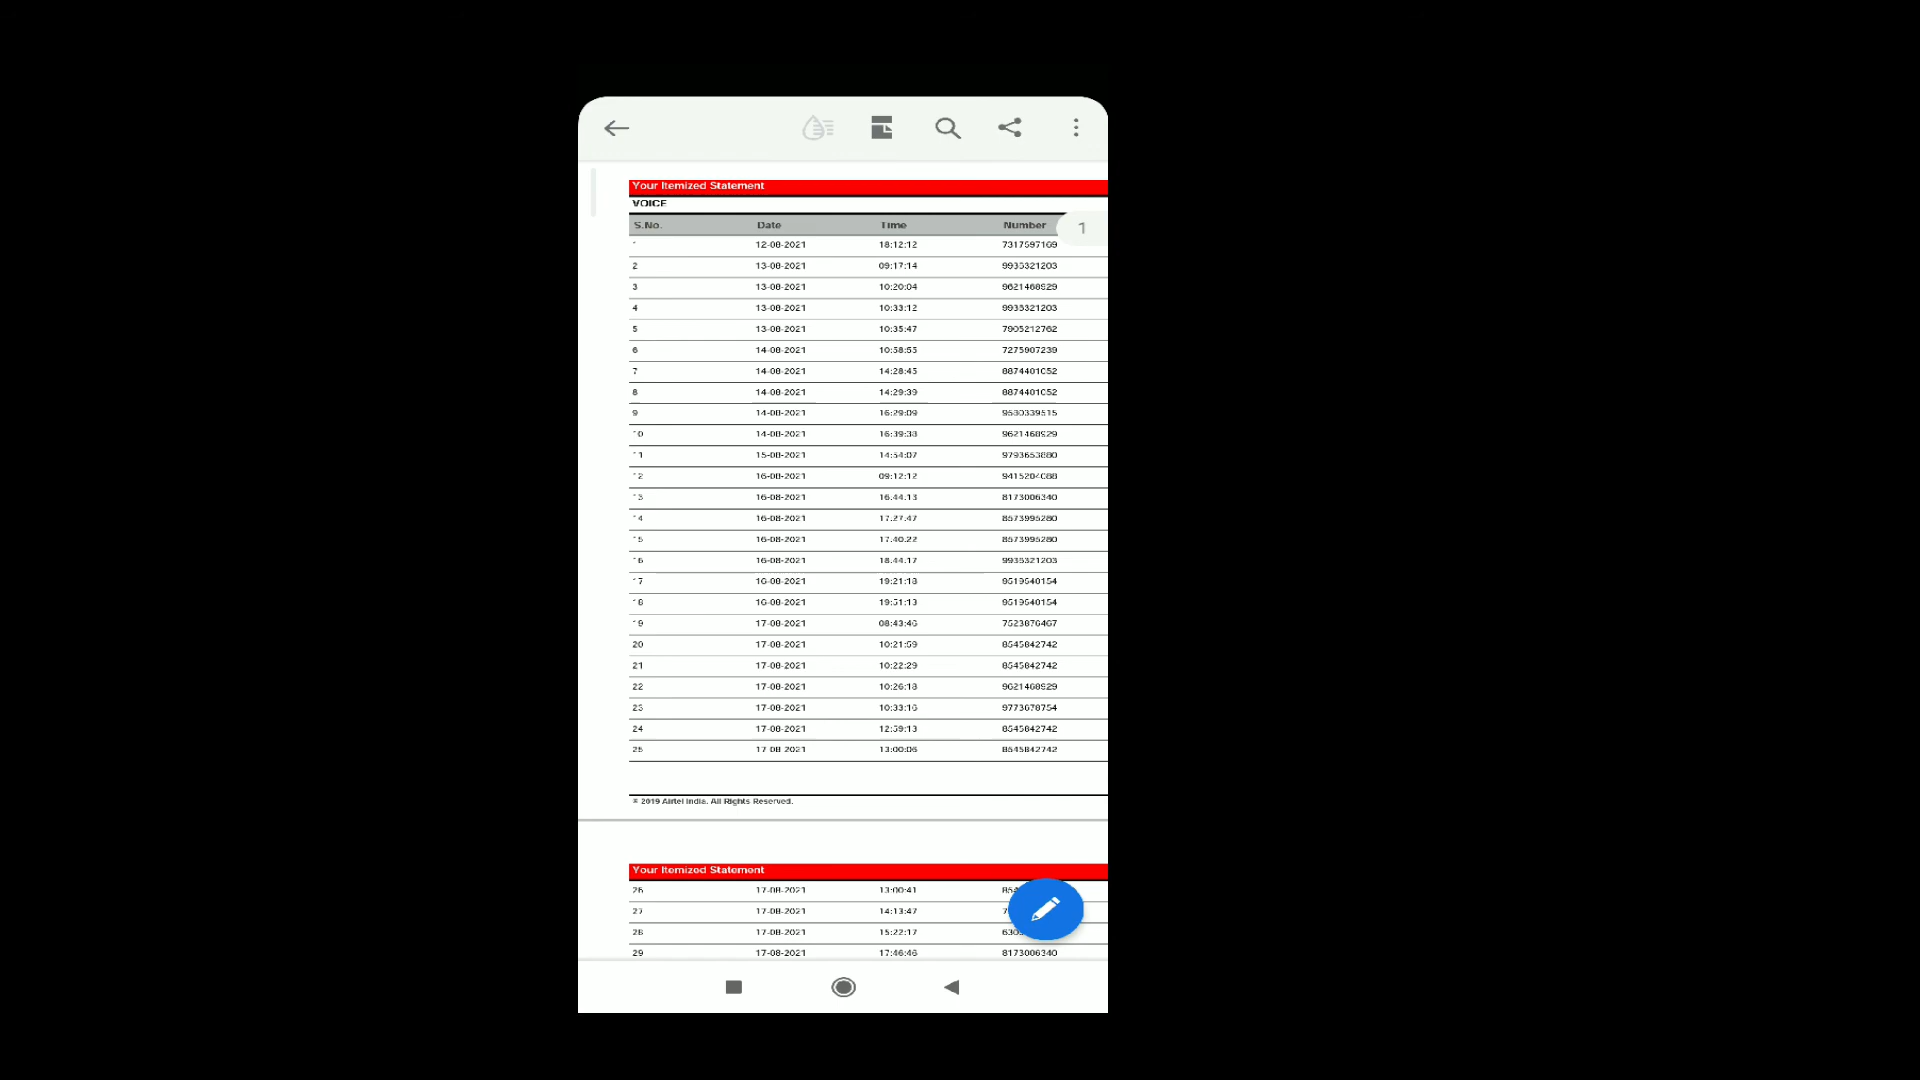 Your Itemized Statement
VOICE
S.No. Date Time Number
1
12-08-2021 18:12:12 7317597169
2 13-08-2021 09:17:14 9935321203
3 13-08-2021 10:20:04 9621468929
4 13-08-2021 10:33:12 9935321203
5 13-08-2021 10:35:47 7905212762
6 14-08-2021 10:58:55 7275907239
7 14-08-2021 14:28:45 8874401052
8 14-08-2021 14:29:39 8874401052
9 14-08-2021 16:29:09
10 14-08-2021 16:39:38 9621468929
11 15-08-2021 14:54:07 9793653880
12 16-08-2021 09:12:12 9415204088
13 16-08-2021 16:44:13 8173006340
14 16-08-2021 17:27:47 8573995280
15 16-08-2021 17:40:22 8573995280
16 16-08-2021 18:44:17 9935321203
17 16-08-2021 19:21:18 9519540154
18 16-08-2021 19:51:13 9519540154
19 17-08-2021 08:43:46 7523876467
20 17-08-2021 10:21:59 8545842742
21 17-08-2021 10:22:29 8545842742
22 17-08-2021 10:26:18 9621468929
23 17-08-2021 10:33:16 9773678754
24 17-08-2021 12:59:13 8545842742
25 17-08-2021 13:00:06 8545842742
© 2019 Airtel India. All Rights Reserved.
Your Itemized Statement
26 17-08-2021 13:00:41
27 17-08-2021 14:13:47
28 17-08-2021 15:22:17
29 17-08-2021 17:46:46 8173006340